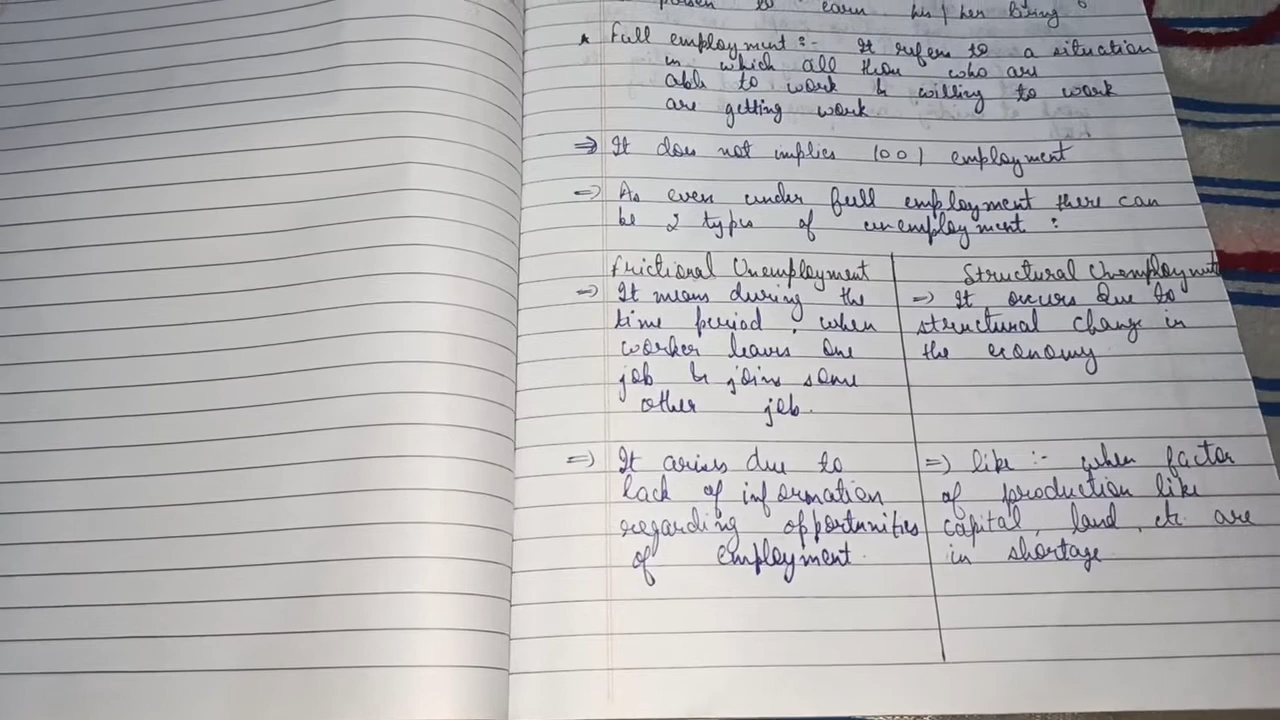 person to earn his / her living
* Full employment :- It refers to a situation
in which all those who are
able to work & willing to work
are getting work
=> It does not implies 100% employment
=> As even under full employment there can
be 2 types of unemployment :
Frictional Unemployment
=> It means during the
time period, when
worker leaves one
job & joins some
other job.
=> It arises due to
lack of information
regarding opportunities
of employment.
Structural Unemployment
=> It occurs due to
structural change in
the economy
=> like :- when factor
of production like
capital, land, etc are
in shortage